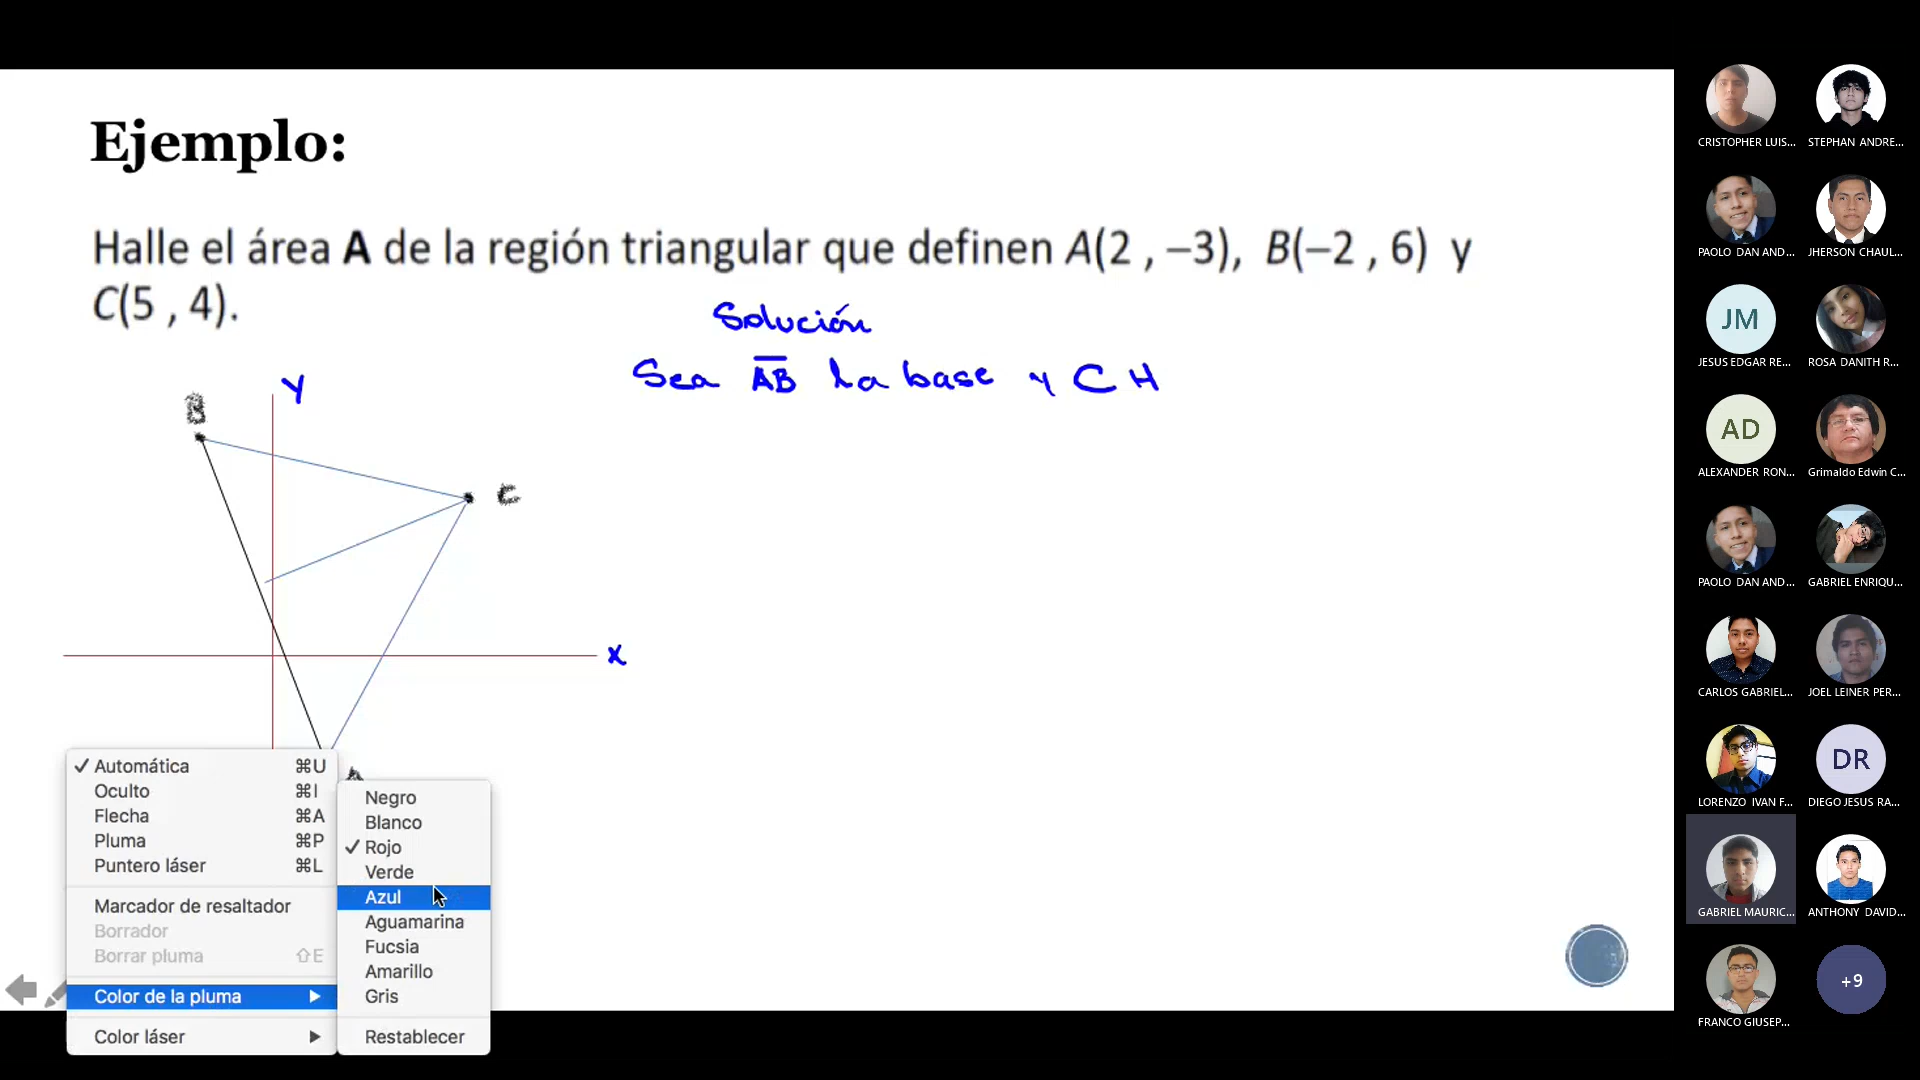 Ejemplo:
Halle el área A de la región triangular que definen A(2 , –3), B(–2 , 6) y
C(5 , 4).
Solución
Sea AB la base y CH
y
B
C
x
A
Automática ⌘U
Oculto ⌘I
Flecha ⌘A
Pluma ⌘P
Puntero láser ⌘L
Marcador de resaltador
Borrador
Borrar pluma ⇧E
Color de la pluma
Color láser
Negro
Blanco
Rojo
Verde
Azul
Aguamarina
Fucsia
Amarillo
Gris
Restablecer
CRISTOPHER LUIS... STEPHAN ANDRE...
PAOLO DAN AND... JHERSON CHAUL...
JM
JESUS EDGAR RE... ROSA DANITH R...
AD
ALEXANDER RON... Grimaldo Edwin C...
PAOLO DAN AND... GABRIEL ENRIQU...
CARLOS GABRIEL... JOEL LEINER PER...
DR
LORENZO IVAN F... DIEGO JESUS RA...
GABRIEL MAURIC... ANTHONY DAVID...
+9
FRANCO GIUSEP...